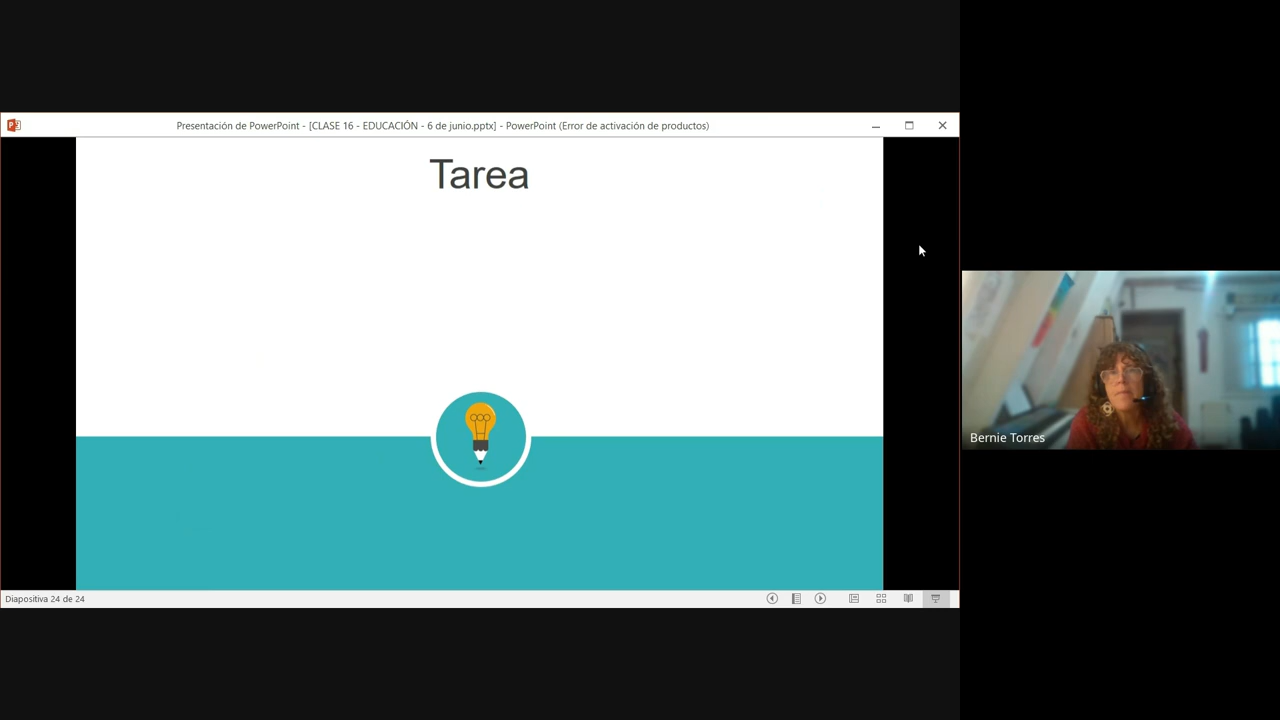 Presentación de PowerPoint - [CLASE 16 - EDUCACIÓN - 6 de junio.pptx] - PowerPoint (Error de activación de productos)
Tarea
Bernie Torres
Diapositiva 24 de 24